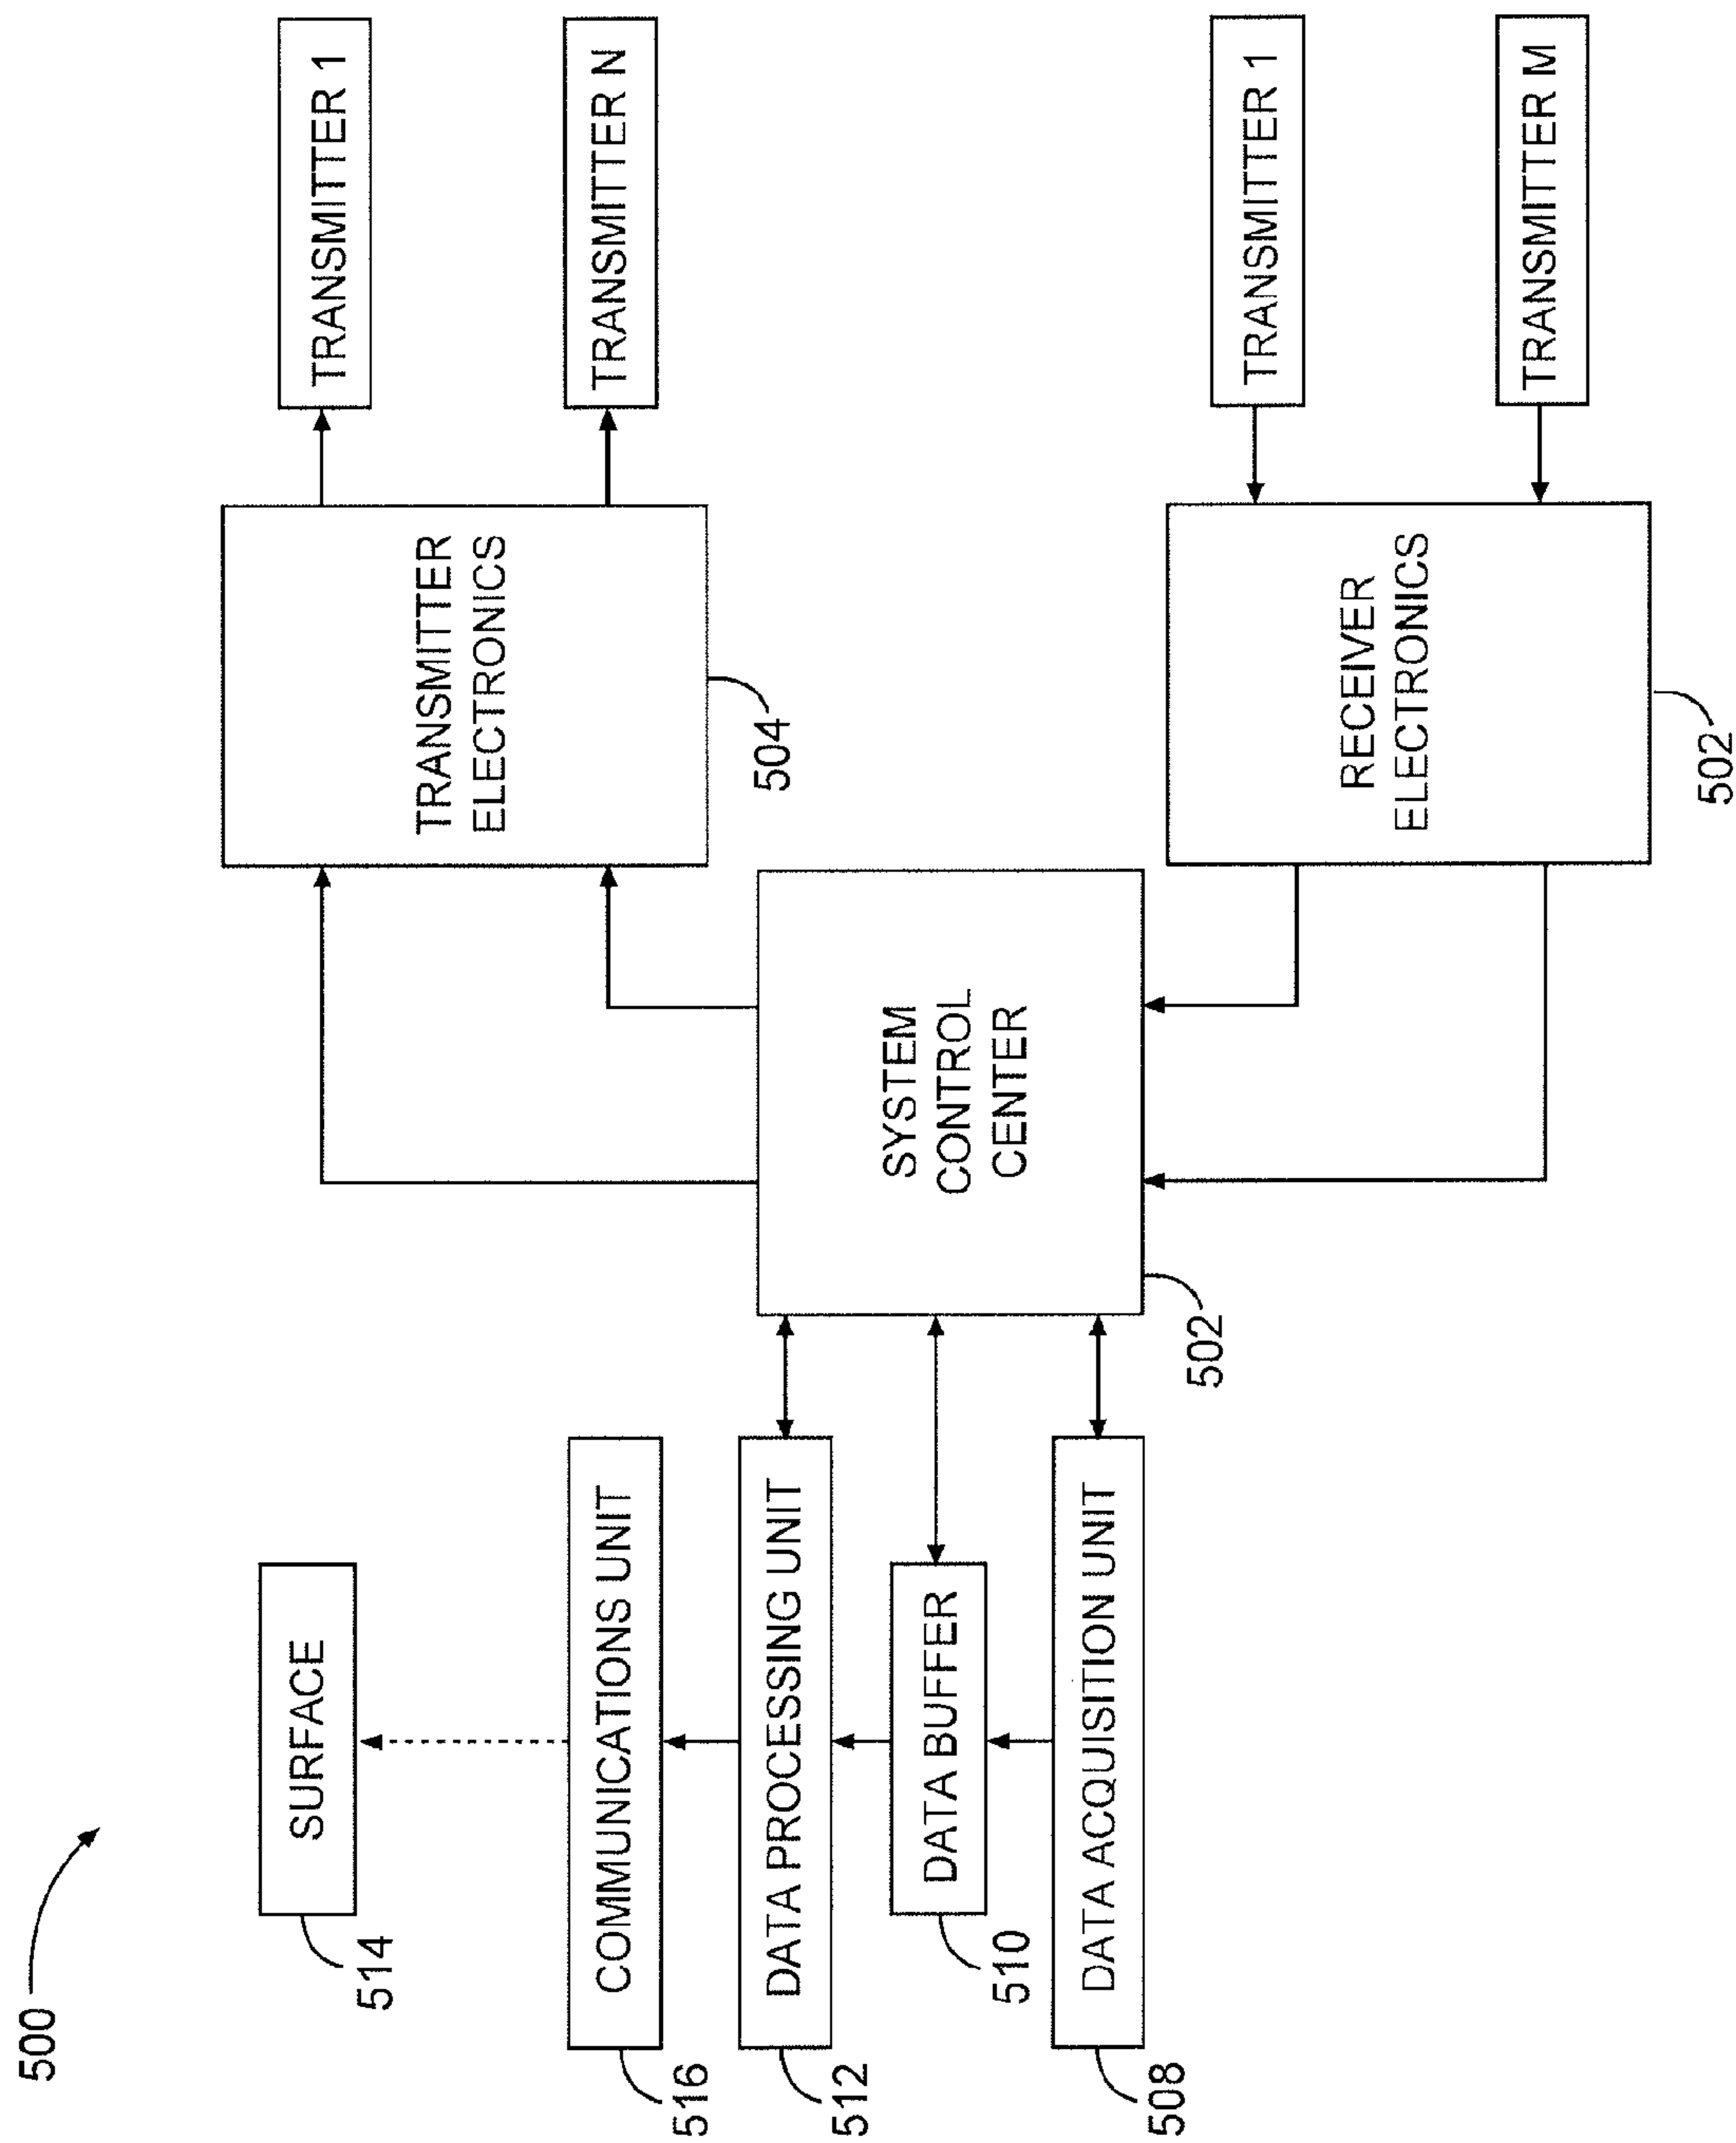 500
SURFACE
514
COMMUNICATIONS UNIT
516
DATA PROCESSING UNIT
512
DATA BUFFER
510
DATA ACQUISITION UNIT
508
SYSTEM
CONTROL
CENTER
502
TRANSMITTER
ELECTRONICS
504
TRANSMITTER 1
TRANSMITTER N
RECEIVER
ELECTRONICS
502
TRANSMITTER 1
TRANSMITTER M